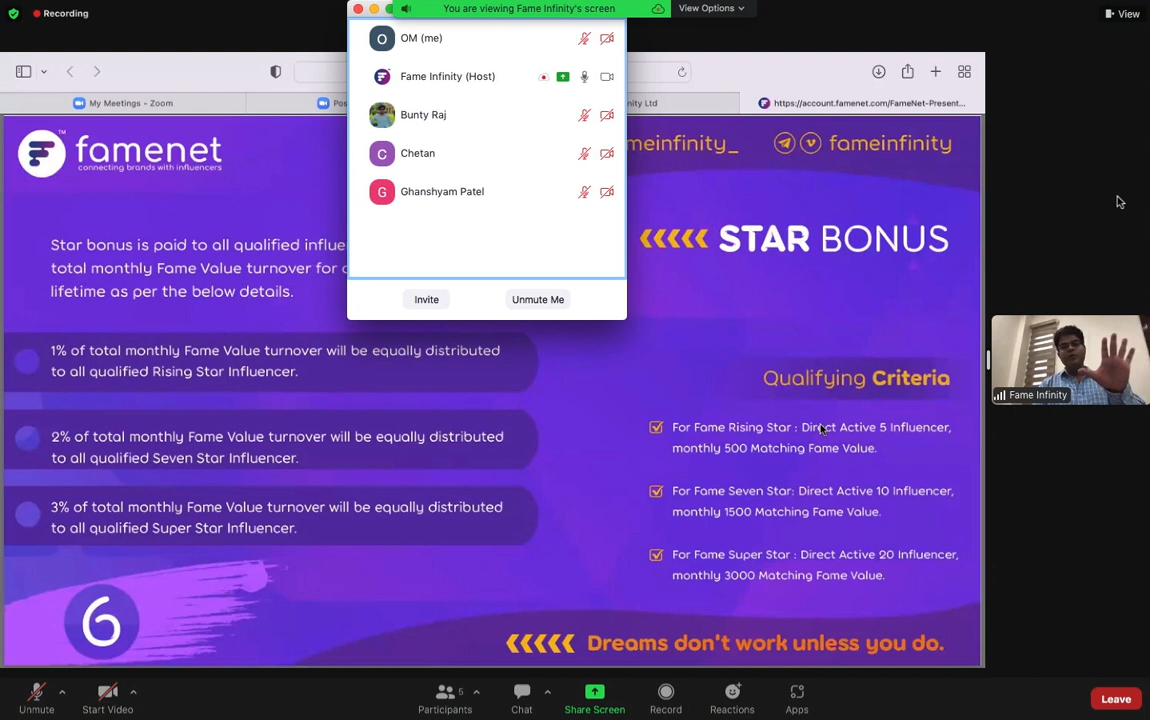 Recording
You are viewing Fame Infinity's screen
View Options
View
O
OM (me)
Fame Infinity (Host)
Bunty Raj
C
Chetan
G
Ghanshyam Patel
Invite
Unmute Me
My Meetings - Zoom
Pos
nity Ltd
https://account.famenet.com/FameNet-Present...
famenet
TM
connecting brands with influencers
meinfinity_
fameinfinity
STAR BONUS
Star bonus is paid to all qualified influe
total monthly Fame Value turnover for
lifetime as per the below details.
1% of total monthly Fame Value turnover will be equally distributed
to all qualified Rising Star Influencer.
2% of total monthly Fame Value turnover will be equally distributed
to all qualified Seven Star Influencer.
3% of total monthly Fame Value turnover will be equally distributed
to all qualified Super Star Influencer.
Qualifying Criteria
For Fame Rising Star : Direct Active 5 Influencer,
monthly 500 Matching Fame Value.
For Fame Seven Star: Direct Active 10 Influencer,
monthly 1500 Matching Fame Value.
For Fame Super Star : Direct Active 20 Influencer,
monthly 3000 Matching Fame Value.
6
Dreams don't work unless you do.
Fame Infinity
Unmute
Start Video
5
Participants
Chat
Share Screen
Record
Reactions
Apps
Leave